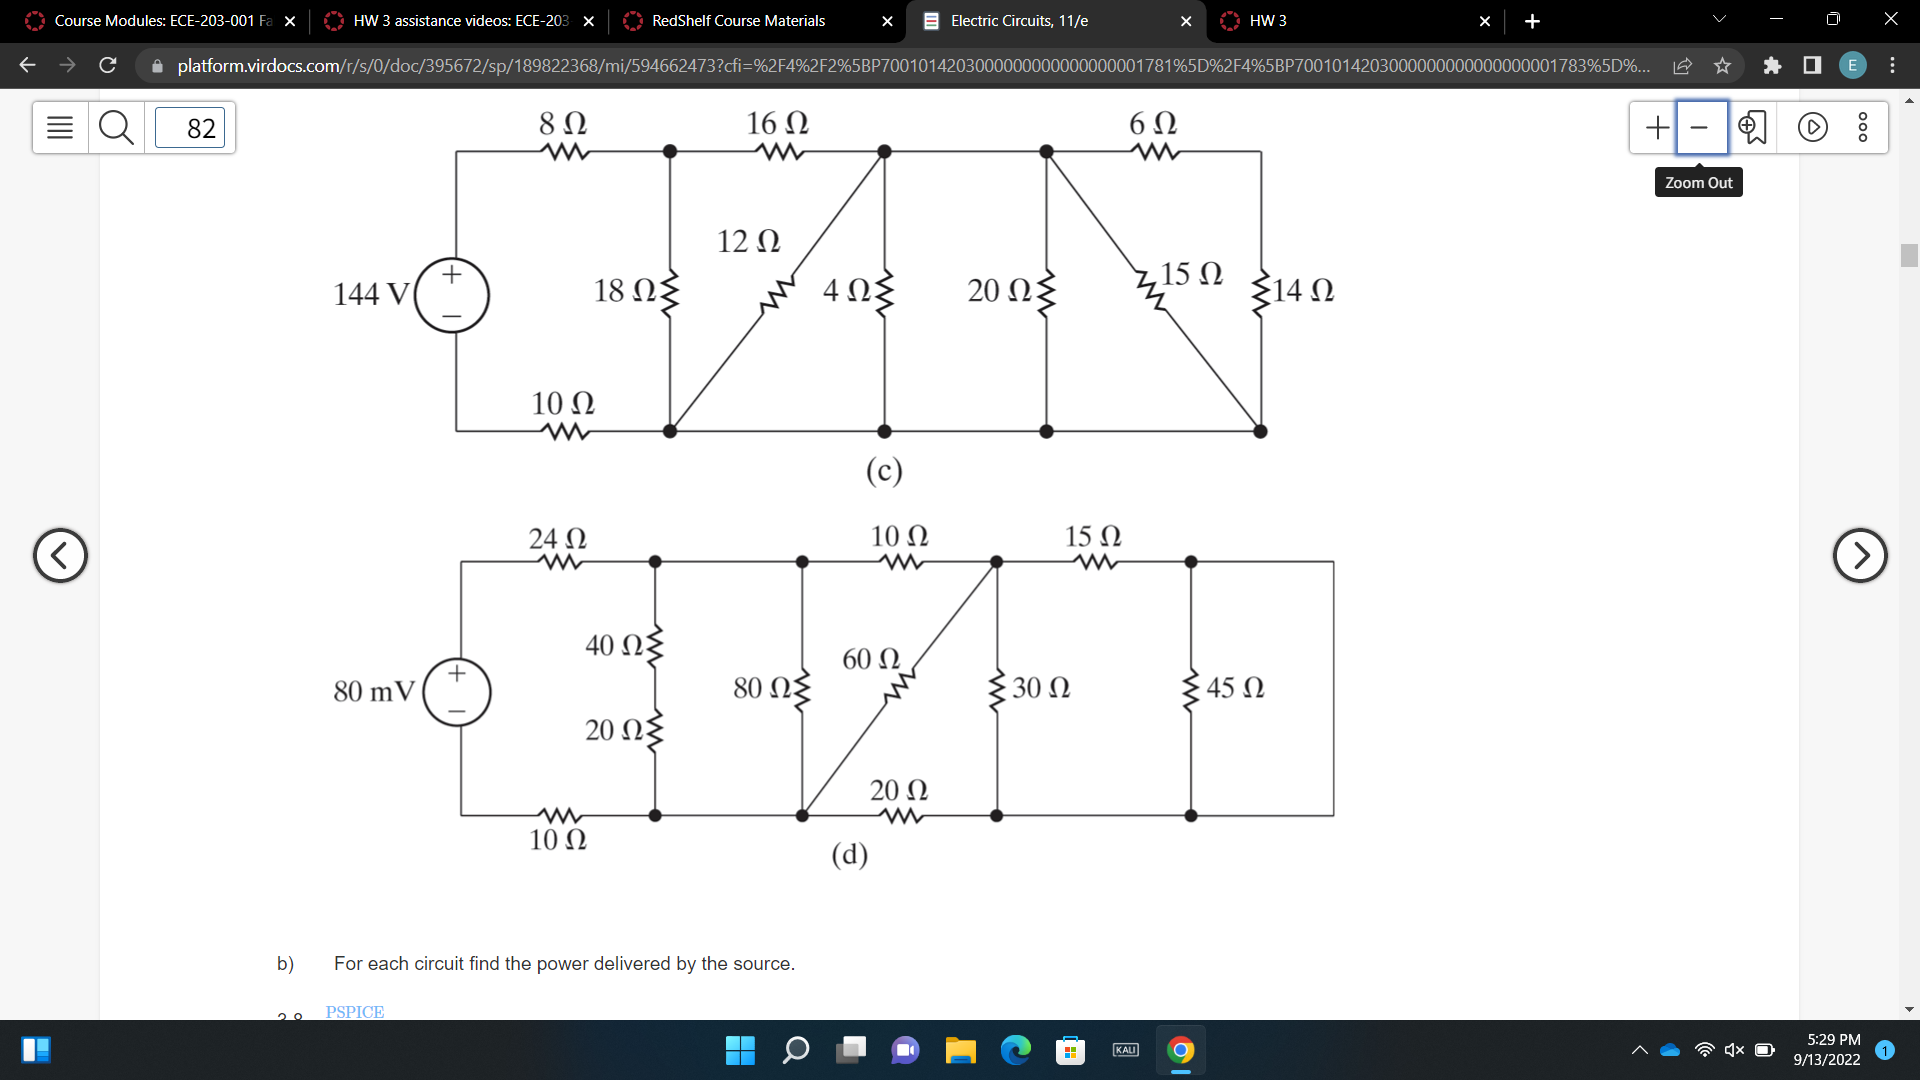 Course Modules: ECE-203-001 Fa
HW 3 assistance videos: ECE-203
RedShelf Course Materials
Electric Circuits, 11/e
HW 3
platform.virdocs.com/r/s/0/doc/395672/sp/189822368/mi/594662473?cfi=%2F4%2F2%5BP7001014203000000000000000001781%5D%2F4%5BP7001014203000000000000000001783%5D%...
E
82
Zoom Out
8 Ω
16 Ω
6 Ω
12 Ω
144 V
+
−
18 Ω
4 Ω
20 Ω
15 Ω
14 Ω
10 Ω
(c)
24 Ω
10 Ω
15 Ω
40 Ω
60 Ω
80 mV
+
−
80 Ω
30 Ω
45 Ω
20 Ω
20 Ω
10 Ω
(d)
b) For each circuit find the power delivered by the source.
PSPICE
KALI
5:29 PM
9/13/2022
1